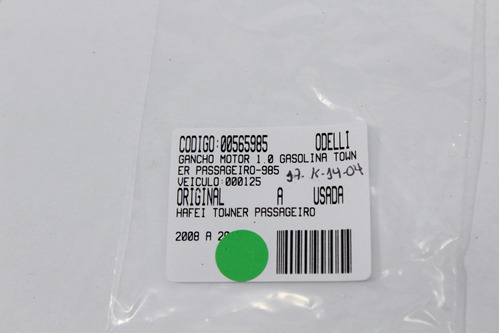 CODIGO:00565985 ODELLI
GANCHO MOTOR 1.0 GASOLINA TOWN
ER PASSAGEIRO-985
17-K-14-04
VEICULO:000125
ORIGINAL A USADA
HAFEI TOWNER PASSAGEIRO
2008 A